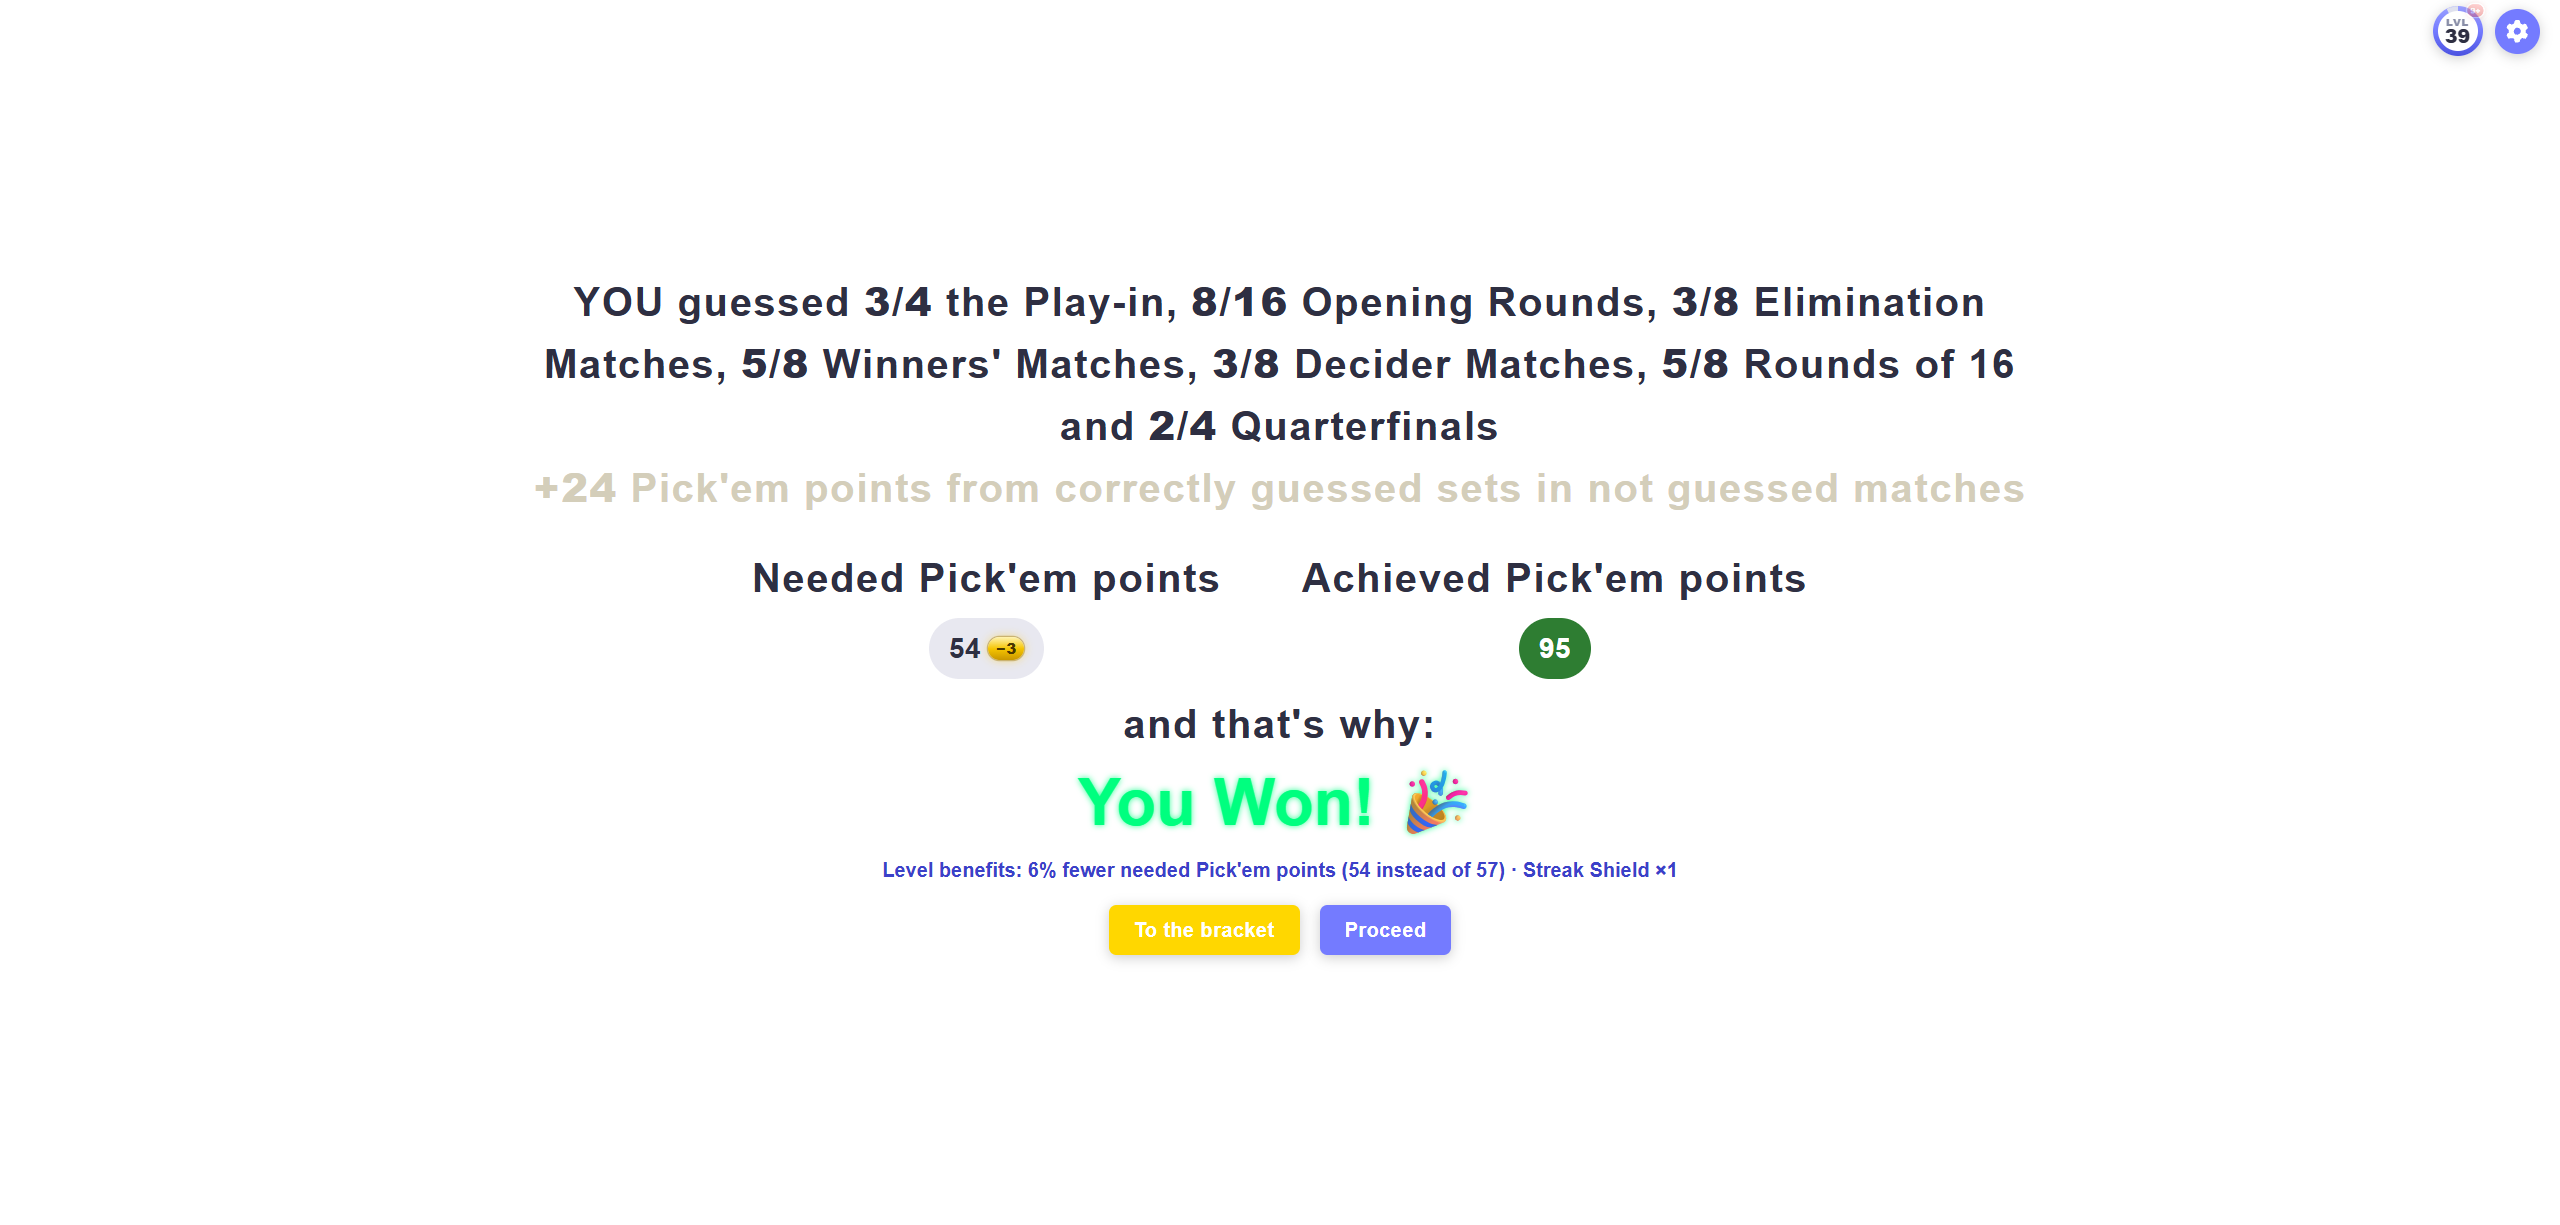 LVL
39
YOU guessed 3/4 the Play-in, 8/16 Opening Rounds, 3/8 Elimination
Matches, 5/8 Winners' Matches, 3/8 Decider Matches, 5/8 Rounds of 16
and 2/4 Quarterfinals
+24 Pick'em points from correctly guessed sets in not guessed matches
Needed Pick'em points
Achieved Pick'em points
54 −3
95
and that's why:
You Won! 🎉
Level benefits: 6% fewer needed Pick'em points (54 instead of 57) · Streak Shield ×1
To the bracket
Proceed